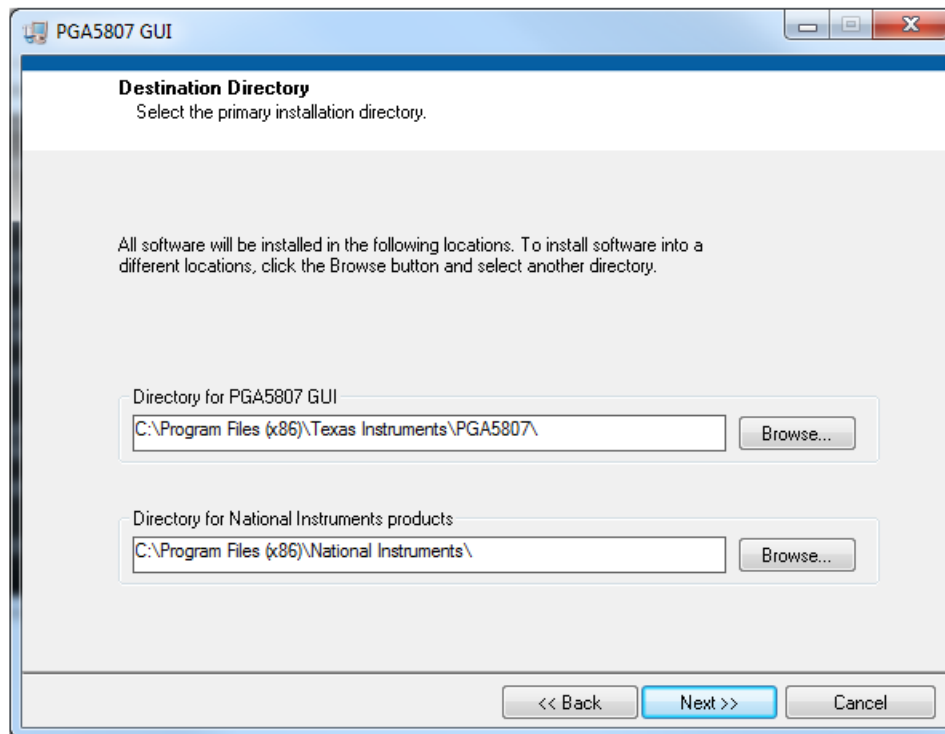 PGA5807 GUI
Destination Directory
Select the primary installation directory.
All software will be installed in the following locations. To install software into a
different locations, click the Browse button and select another directory.
Directory for PGA5807 GUI
C:\Program Files (x86)\Texas Instruments\PGA5807\
Browse...
Directory for National Instruments products
C:\Program Files (x86)\National Instruments\
Browse...
<< Back
Next >>
Cancel